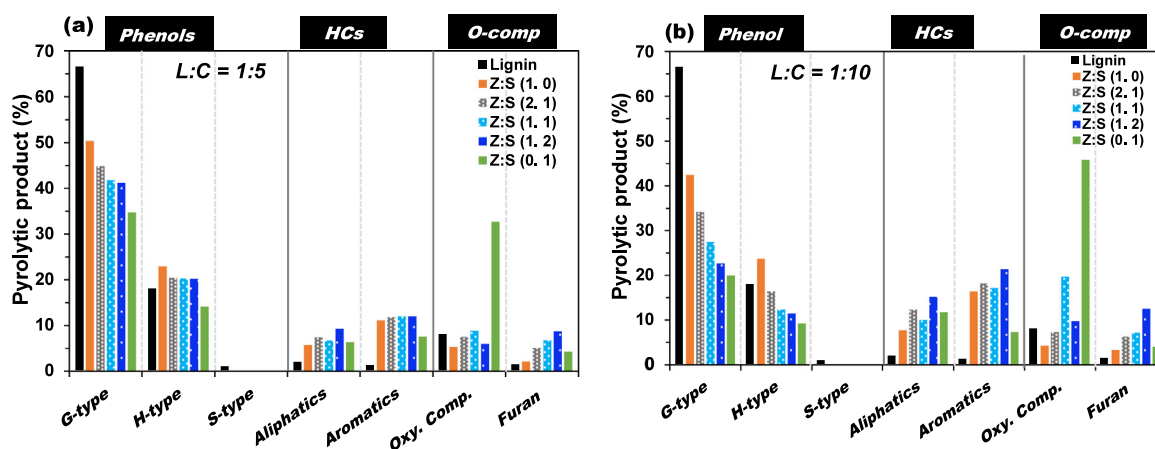 (a)
Phenols
HCs
O-comp
L:C = 1:5
Lignin
Z:S (1. 0)
Z:S (2. 1)
Z:S (1. 1)
Z:S (1. 2)
Z:S (0. 1)
Pyrolytic product (%)
70
60
50
40
30
20
10
0
G-type
H-type
S-type
Aliphatics
Aromatics
Oxy. Comp.
Furan
(b)
Phenol
HCs
O-comp
L:C = 1:10
Lignin
Z:S (1. 0)
Z:S (2. 1)
Z:S (1. 1)
Z:S (1. 2)
Z:S (0. 1)
Pyrolytic product (%)
70
60
50
40
30
20
10
0
G-type
H-type
S-type
Aliphatics
Aromatics
Oxy. Comp.
Furan